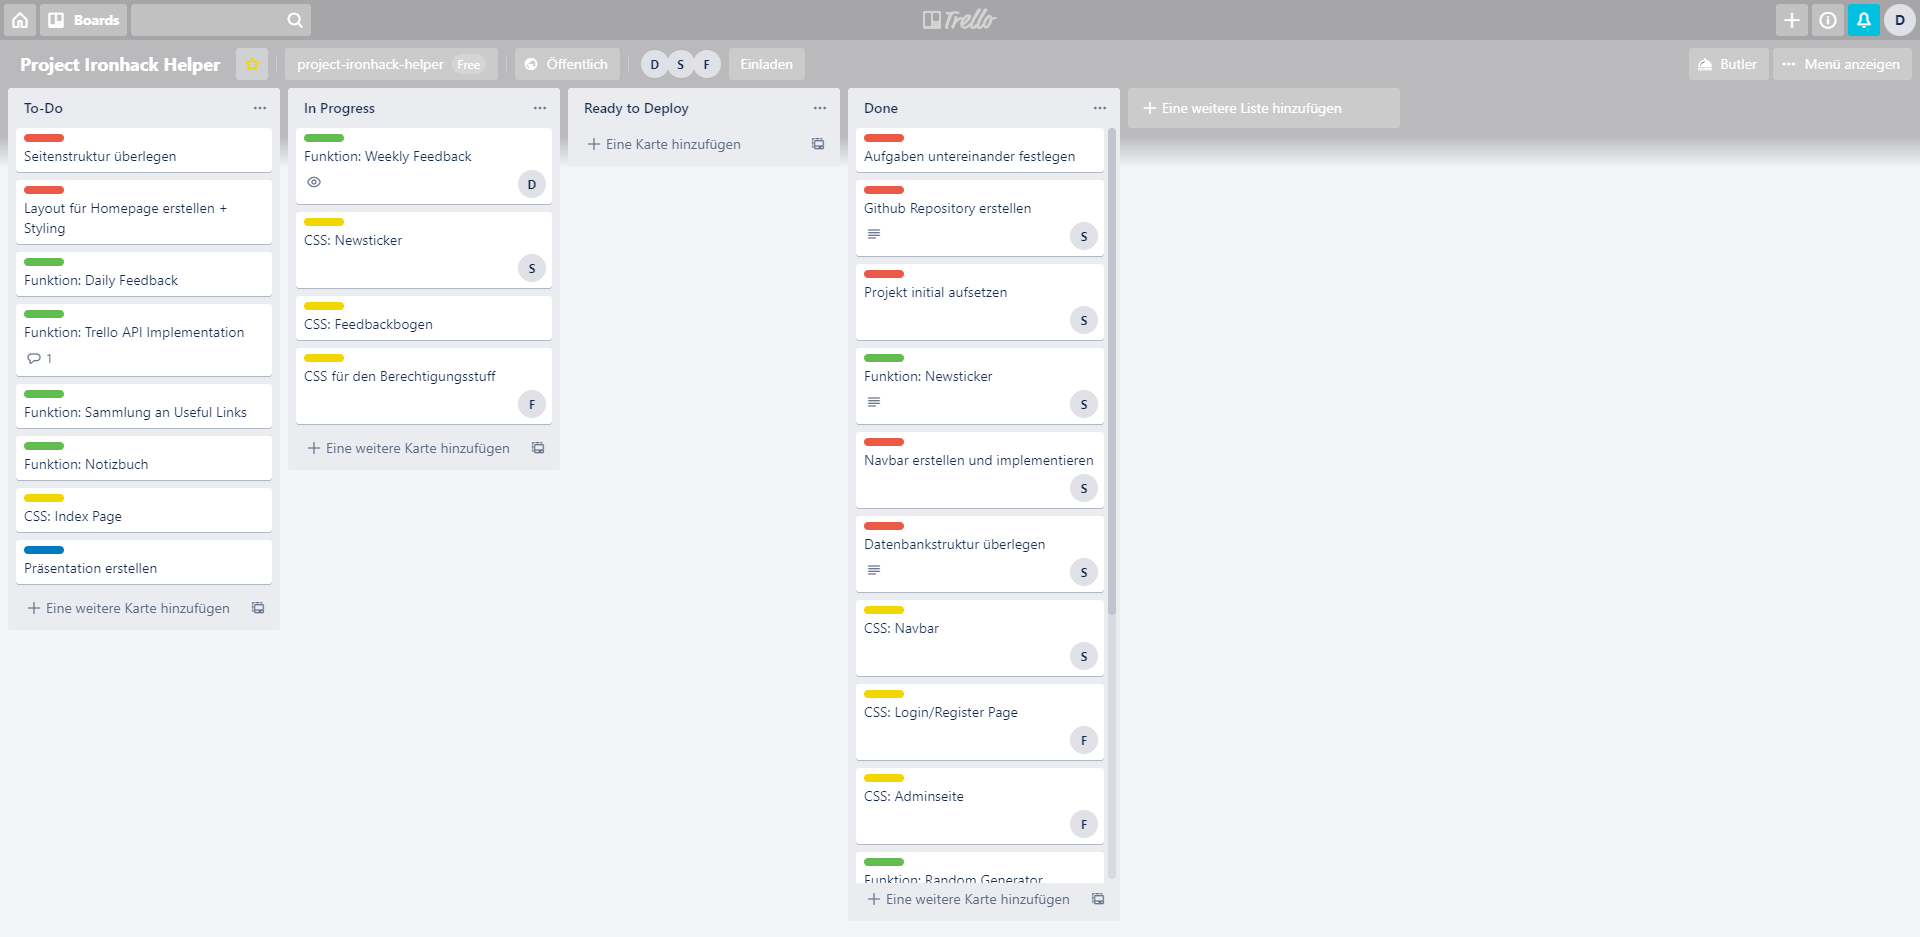 Boards
Trello
D
Project Ironhack Helper
project-ironhack-helper Free
Öffentlich
D S F
Einladen
Butler
Menü anzeigen
To-Do
Seitenstruktur überlegen
Layout für Homepage erstellen +
Styling
Funktion: Daily Feedback
Funktion: Trello API Implementation
1
Funktion: Sammlung an Useful Links
Funktion: Notizbuch
CSS: Index Page
Präsentation erstellen
Eine weitere Karte hinzufügen
In Progress
Funktion: Weekly Feedback
D
CSS: Newsticker
S
CSS: Feedbackbogen
CSS für den Berechtigungsstuff
F
Eine weitere Karte hinzufügen
Ready to Deploy
Eine Karte hinzufügen
Done
Aufgaben untereinander festlegen
Github Repository erstellen
S
Projekt initial aufsetzen
S
Funktion: Newsticker
S
Navbar erstellen und implementieren
S
Datenbankstruktur überlegen
S
CSS: Navbar
S
CSS: Login/Register Page
F
CSS: Adminseite
F
Funktion: Random Generator
Eine weitere Karte hinzufügen
Eine weitere Liste hinzufügen